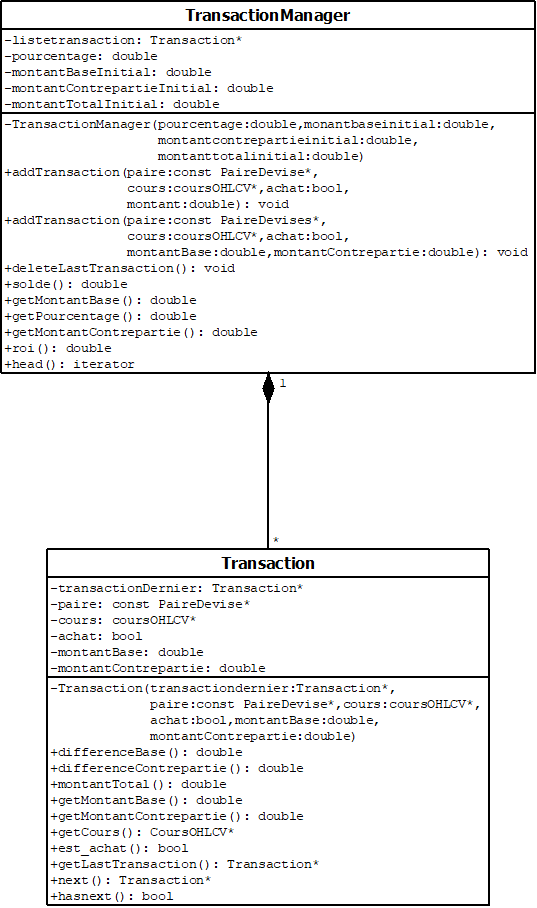 TransactionManager
-listetransaction: Transaction*
-pourcentage: double
-montantBaseInitial: double
-montantContrepartieInitial: double
-montantTotalInitial: double
-TransactionManager(pourcentage:double,monantbaseinitial:double,
montantcontrepartieinitial:double,
montanttotalinitial:double)
+addTransaction(paire:const PaireDevise*,
cours:coursOHLCV*,achat:bool,
montant:double): void
+addTransaction(paire:const PaireDevises*,
cours:coursOHLCV*,achat:bool,
montantBase:double,montantContrepartie:double): void
+deleteLastTransaction(): void
+solde(): double
+getMontantBase(): double
+getPourcentage(): double
+getMontantContrepartie(): double
+roi(): double
+head(): iterator
1
*
Transaction
-transactionDernier: Transaction*
-paire: const PaireDevise*
-cours: coursOHLCV*
-achat: bool
-montantBase: double
-montantContrepartie: double
-Transaction(transactiondernier:Transaction*,
paire:const PaireDevise*,cours:coursOHLCV*,
achat:bool,montantBase:double,
montantContrepartie:double)
+differenceBase(): double
+differenceContrepartie(): double
+montantTotal(): double
+getMontantBase(): double
+getMontantContrepartie(): double
+getCours(): CoursOHLCV*
+est_achat(): bool
+getLastTransaction(): Transaction*
+next(): Transaction*
+hasnext(): bool